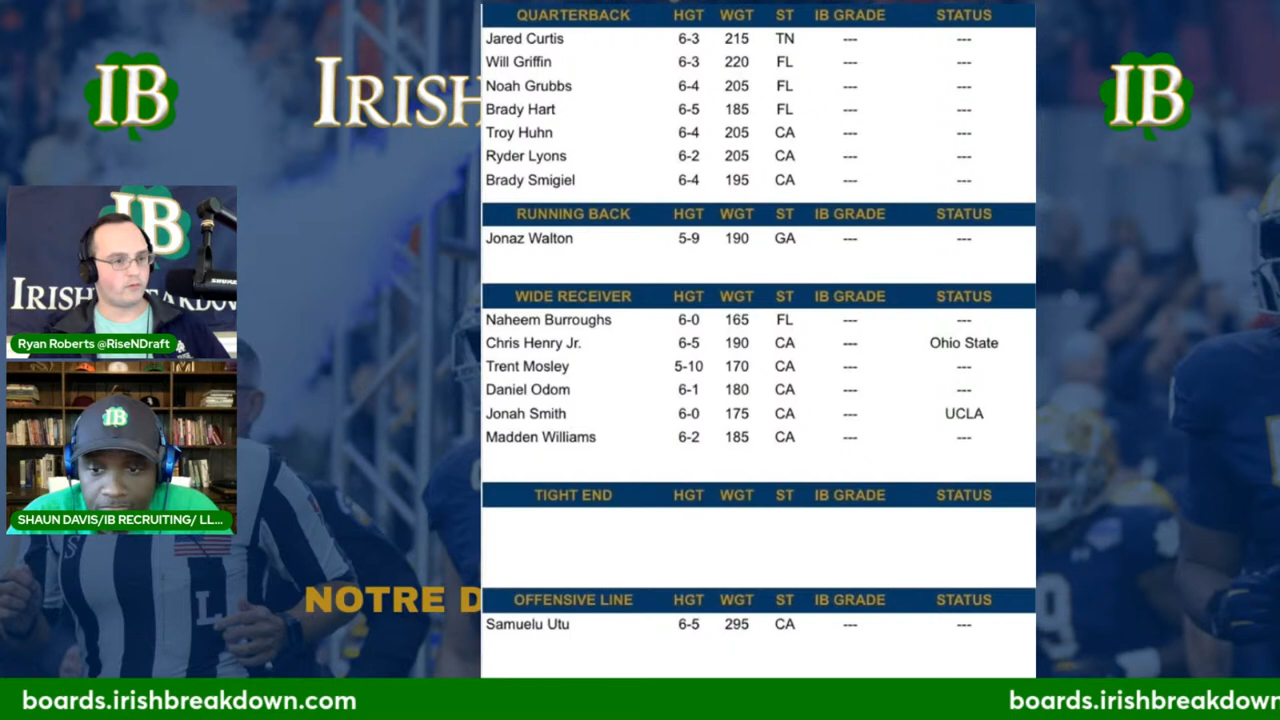 QUARTERBACK HGT WGT ST IB GRADE STATUS
Jared Curtis 6-3 215 TN --- ---
Will Griffin 6-3 220 FL --- ---
Noah Grubbs 6-4 205 FL --- ---
Brady Hart 6-5 185 FL --- ---
Troy Huhn 6-4 205 CA --- ---
Ryder Lyons 6-2 205 CA --- ---
Brady Smigiel 6-4 195 CA --- ---
RUNNING BACK HGT WGT ST IB GRADE STATUS
Jonaz Walton 5-9 190 GA --- ---
WIDE RECEIVER HGT WGT ST IB GRADE STATUS
Naheem Burroughs 6-0 165 FL --- ---
Chris Henry Jr. 6-5 190 CA --- Ohio State
Trent Mosley 5-10 170 CA --- ---
Daniel Odom 6-1 180 CA --- ---
Jonah Smith 6-0 175 CA --- UCLA
Madden Williams 6-2 185 CA --- ---
TIGHT END HGT WGT ST IB GRADE STATUS
OFFENSIVE LINE HGT WGT ST IB GRADE STATUS
Samuelu Utu 6-5 295 CA --- ---
IB
IRISH
IB
IB
IRISH
Ryan Roberts @RiseNDraft
IB
SHAUN DAVIS/IB RECRUITING/ LL...
L
NOTRE D
boards.irishbreakdown.com
boards.irishbreakdown